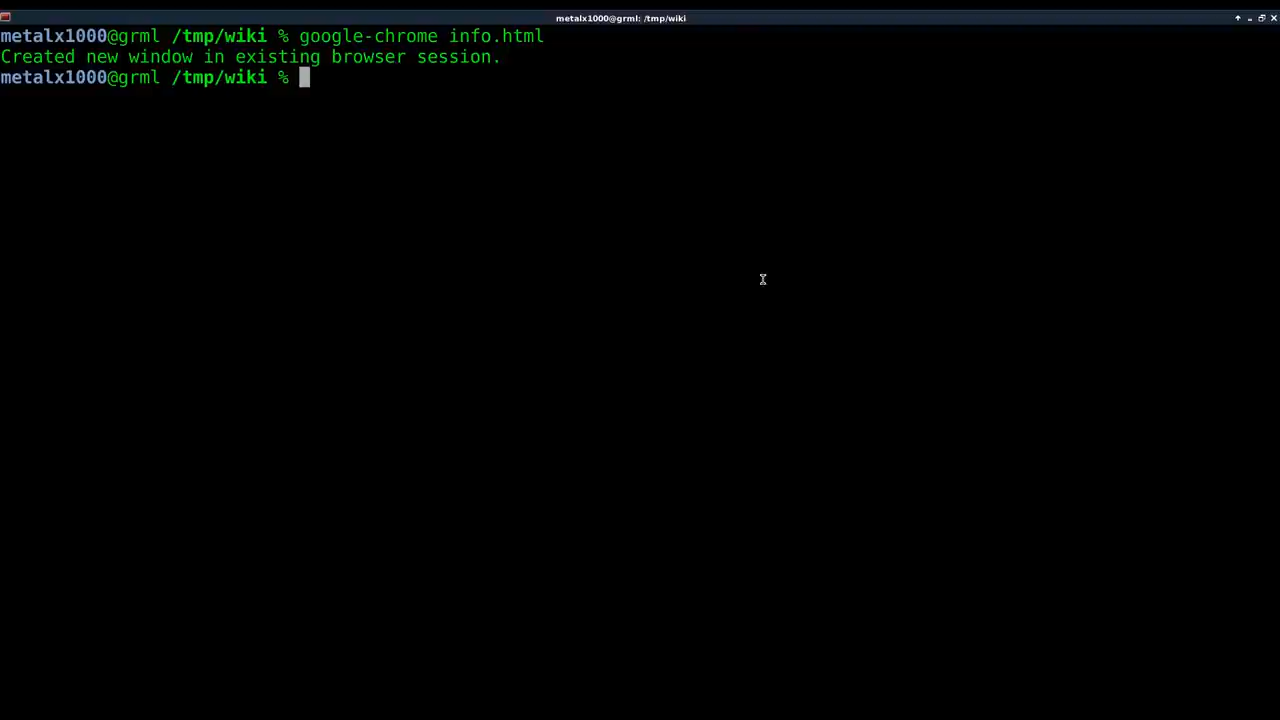 metalx1000@grml: /tmp/wiki
metalx1000@grml /tmp/wiki % google-chrome info.html
Created new window in existing browser session.
metalx1000@grml /tmp/wiki %